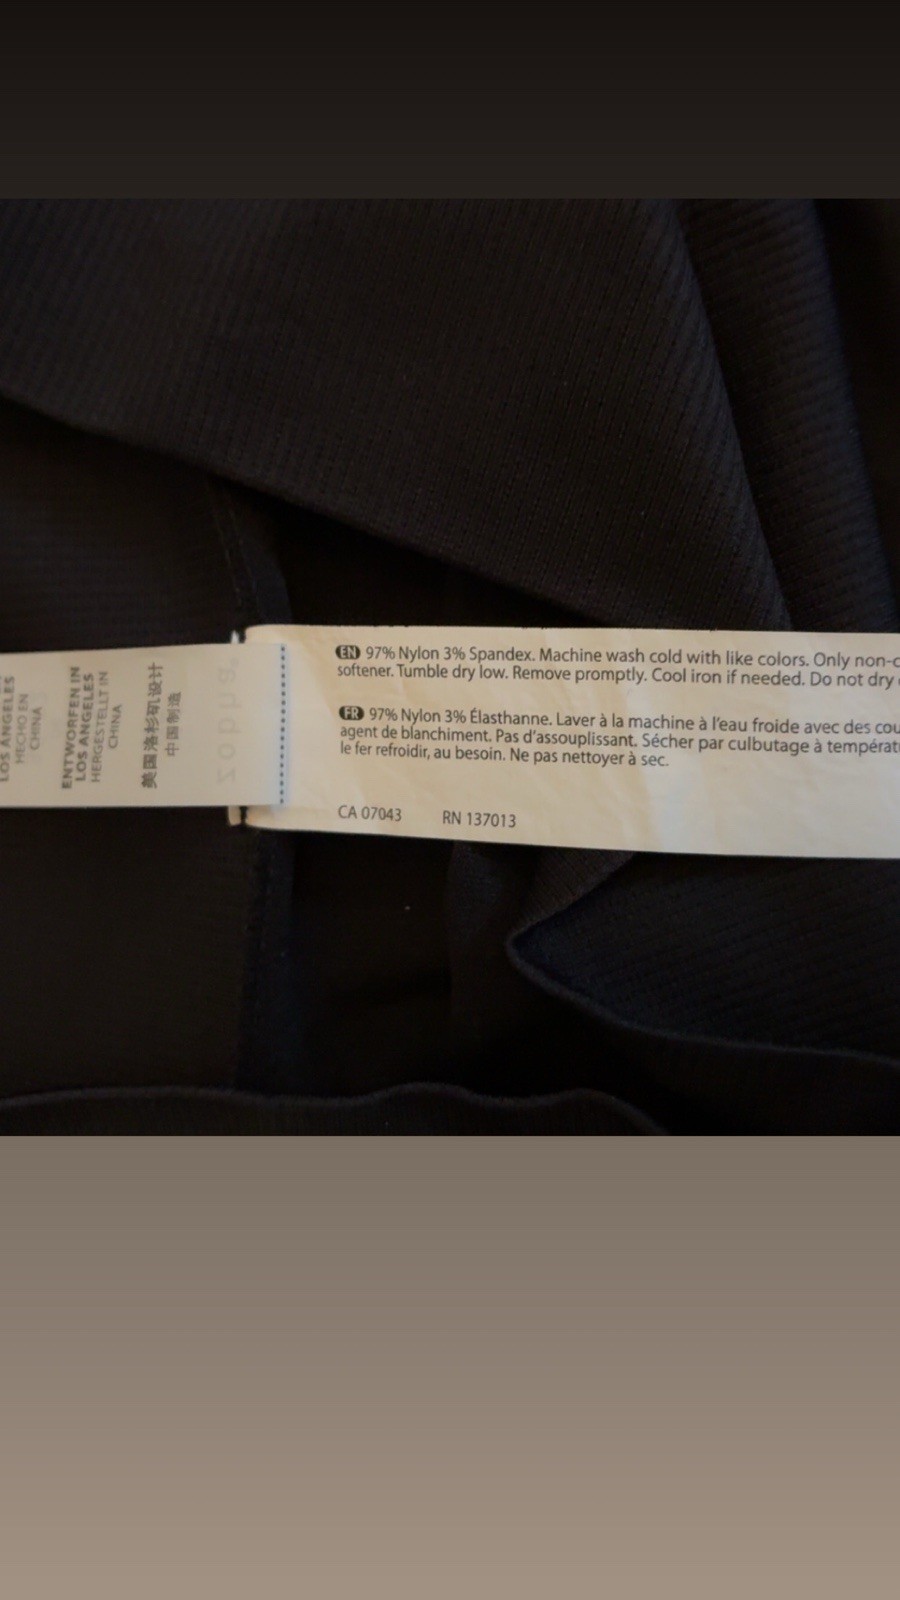 LOS ANGELES
HECHO EN
CHINA
ENTWORFEN IN
LOS ANGELES
HERGESTELLT IN
CHINA
美国洛杉矶设计
中国制造
EN 97% Nylon 3% Spandex. Machine wash cold with like colors. Only non-c
softener. Tumble dry low. Remove promptly. Cool iron if needed. Do not dry
FR 97% Nylon 3% Élasthanne. Laver à la machine à l'eau froide avec des cou
agent de blanchiment. Pas d'assouplissant. Sécher par culbutage à températ
le fer refroidir, au besoin. Ne pas nettoyer à sec.
CA 07043 RN 137013